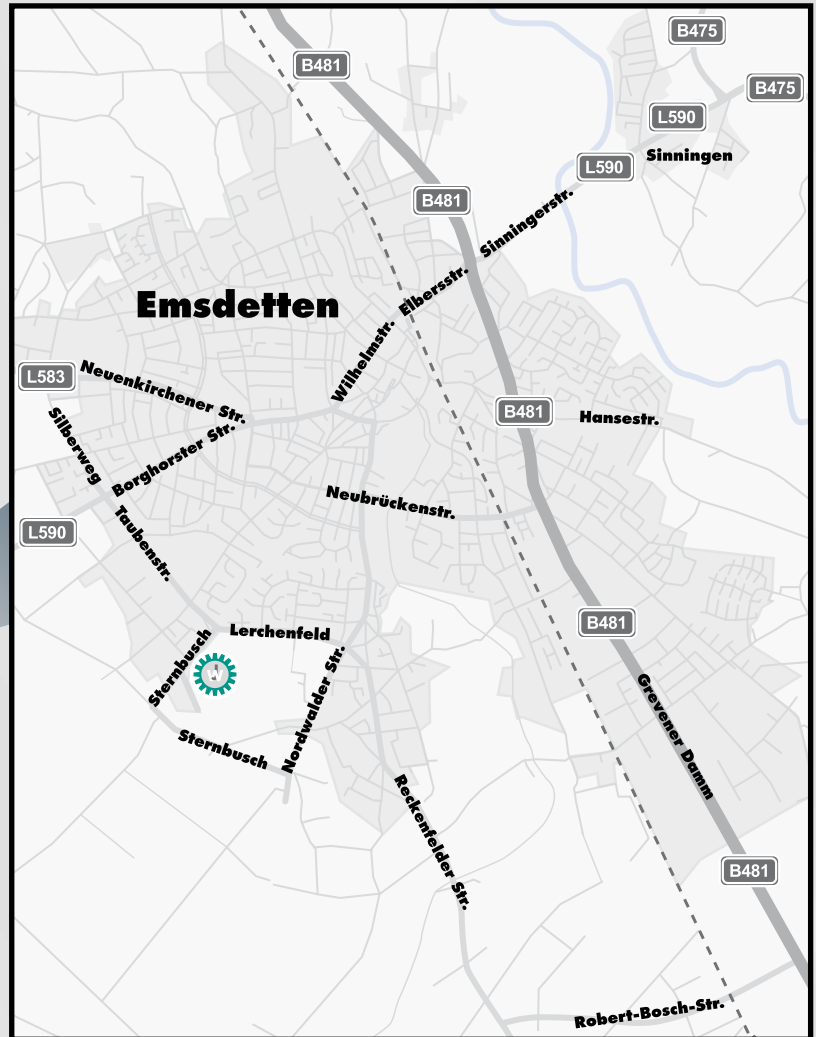 B475
B481
B475
L590
Sinningen
L590
B481
Sinningerstr.
Elbersstr.
Emsdetten
Wilhelmstr.
L583
Neuenkirchener Str.
B481
Hansestr.
Silberweg
Borghorster Str.
Neubrückenstr.
L590
Taubenstr.
B481
Lerchenfeld
Sternbusch
W
Nordwalder Str.
Grevener Damm
Sternbusch
Reckenfelder Str.
B481
Robert-Bosch-Str.